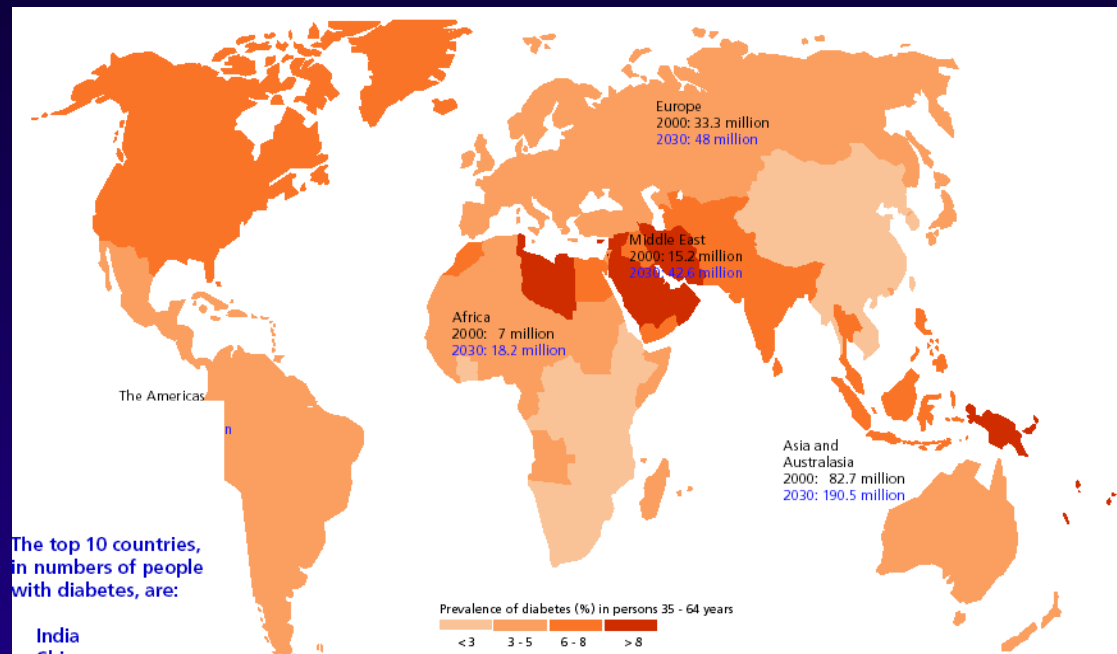 Europe
2000: 33.3 million
2030: 48 million
Middle East
2000: 15.2 million
2030: 42.6 million
Africa
2000: 7 million
2030: 18.2 million
The Americas
n
Asia and
Australasia
2000: 82.7 million
2030: 190.5 million
The top 10 countries,
in numbers of people
with diabetes, are:
India
Prevalence of diabetes (%) in persons 35 - 64 years
<3 3 - 5 6 - 8 >8